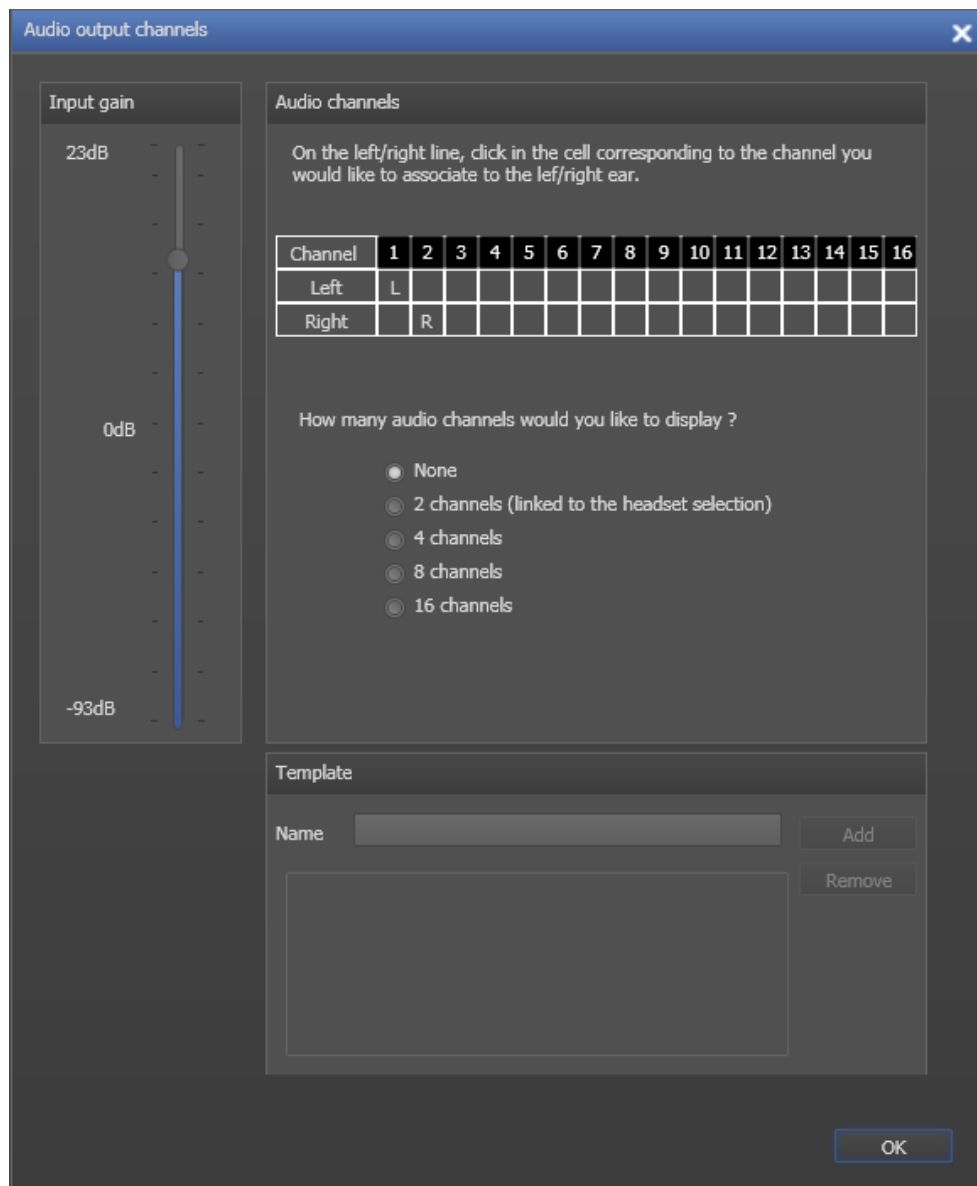 Audio output channels
Input gain
23dB
0dB
-93dB
Audio channels
On the left/right line, click in the cell corresponding to the channel you
would like to associate to the lef/right ear.
Channel 1 2 3 4 5 6 7 8 9 10 11 12 13 14 15 16
Left L
Right R
How many audio channels would you like to display ?
None
2 channels (linked to the headset selection)
4 channels
8 channels
16 channels
Template
Name
Add
Remove
OK